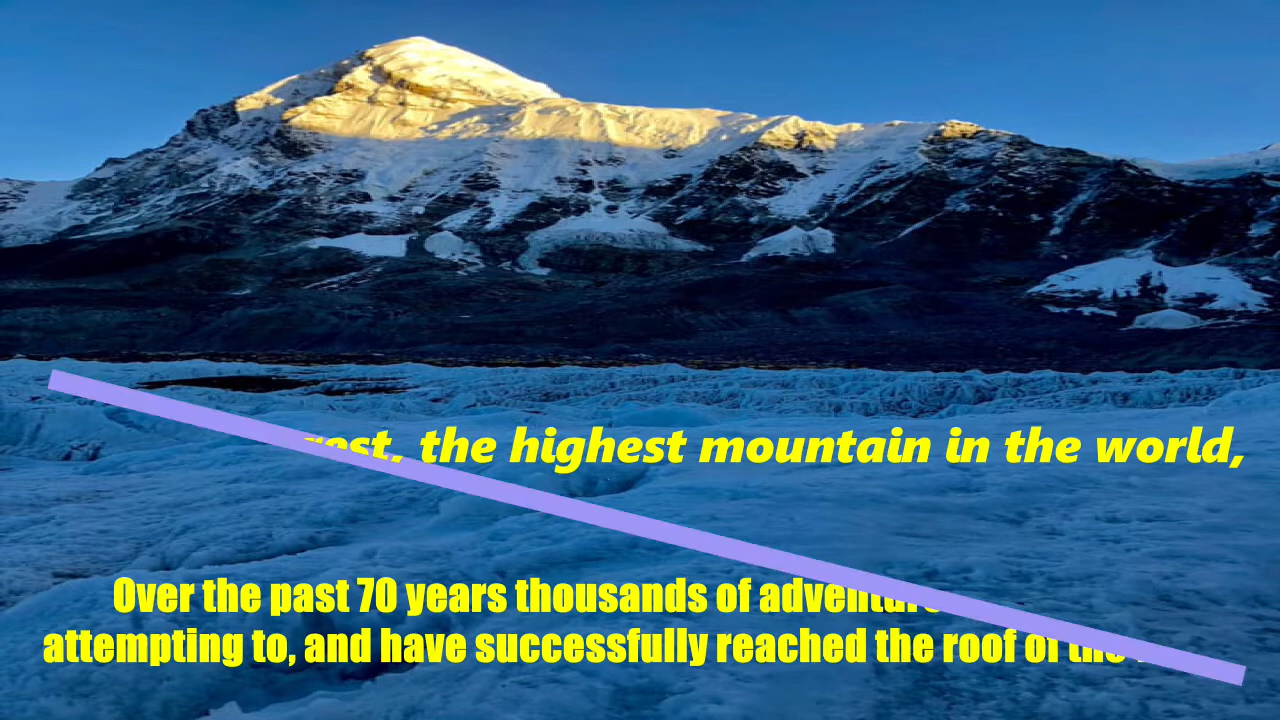 the highest mountain in the world,
Over the past 70 years thousands of
attempting to, and have successfully reached the roof of